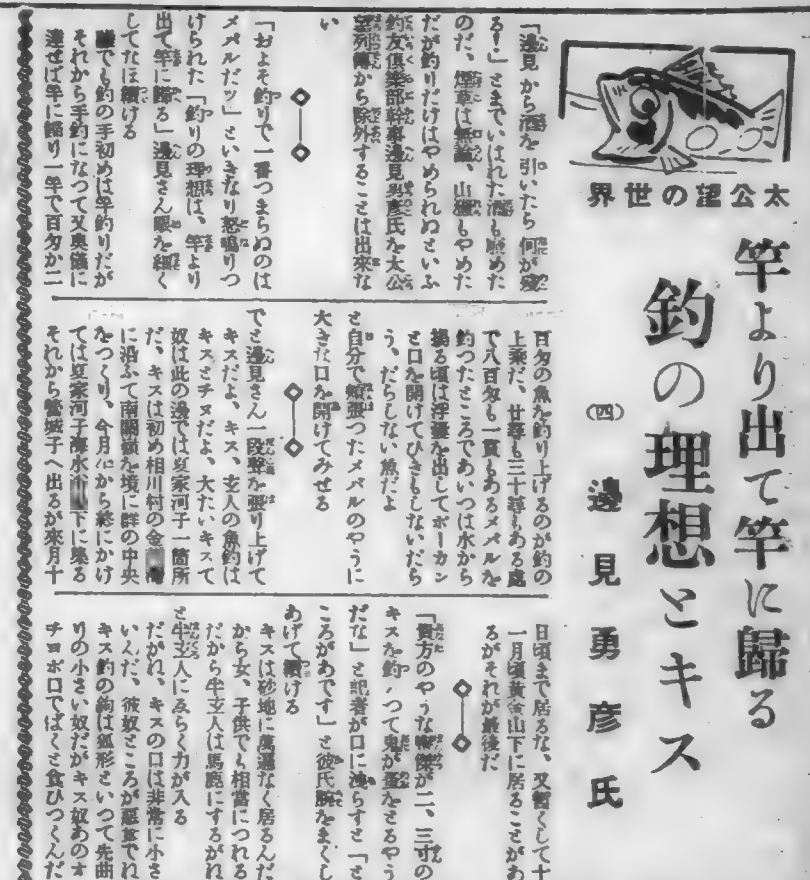 太公望の世界
竿より出て竿に歸る
釣の理想とキス
(四) 邊見勇彦氏
「邊見から酒を引いたら何が殘
る!」とまでいはれた酒も廢めた
のだ、煙草は無論、山獵もやめた
だが釣りだけはやめられぬといふ
釣友倶樂部幹事邊見勇彦氏を太公
望列傳から除外することは出來な
い
「およそ釣りで一番つまらぬのは
メバルだッ」といきなり怒鳴りつ
けられた「釣りの理想は、竿より
出て竿に歸る」邊見さん眼を細く
してなほ續ける
誰でも釣の手初めは竿釣りだが
それから手釣になつて又奧儀に
達せば竿に歸り一竿で百匁か二
百匁の魚を釣り上げるのが釣の
上乘だ、廿尋も三十尋もある處
で八百匁も一貫もあるメバルを
釣つたところであいつは水から
揚る頃は浮囊を出してポーカン
と口を開けてひきもしないだら
う、だらしない魚だよ
と自分で頬張つたメバルのやうに
大きな口を開けてみせる
でと邊見さん一段聲を張り上げて
キスだよ、キス、玄人の魚釣は
キスとチヌだよ、大たいキスて
奴は此の邊では夏家河子一箇所
だ、キスは初め相川村の金
に沿ふて南關嶺を境に群の中央
をつくり、今月から終にかけ
ては夏家河子海水浴下に集る
それから營城子へ出るが來月十
日頃まで居るな、又暫くして十
一月頃黃金山下に居ることがあ
るがそれが最後だ
「貴方のやうな豪傑が二、三寸の
キスを釣つて鬼が蚤をとるやう
だな」と記者が口に洩らすと「と
ころがあです」と彼氏腕をまくし
あげて續ける
キスは砂地に萬遍なく居るんだ
から女、子供でも相當につれる
だから半玄人は馬鹿にするがれ
と半玄人にゑらく力が入る
だがれ、キスの口は非常に小さ
いんだ、彼奴ところが惡食でれ
キス釣の鉤は狐形といつて先曲
りの小さい奴だがキス奴あのオ
チヨボ口でぱくと食ひつくんだ